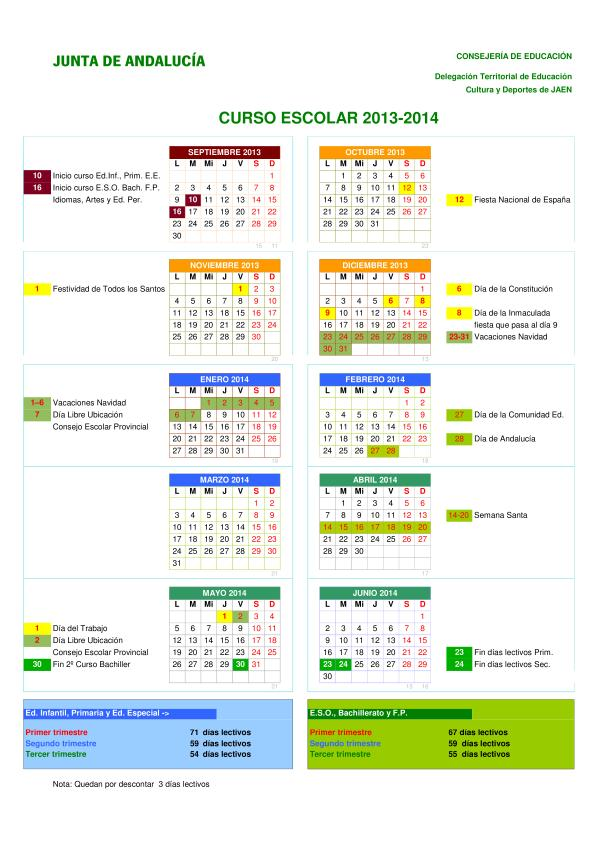 JUNTA DE ANDALUCÍA
CONSEJERÍA DE EDUCACIÓN
Delegación Territorial de Educación
Cultura y Deportes de JAEN
CURSO ESCOLAR 2013-2014
SEPTIEMBRE 2013
L M Mi J V S D
1
10 Inicio curso Ed.Inf., Prim. E.E.
16 Inicio curso E.S.O. Bach. F.P.
Idiomas, Artes y Ed. Per.
2 3 4 5 6 7 8
9 10 11 12 13 14 15
16 17 18 19 20 21 22
23 24 25 26 27 28 29
30
15 11
OCTUBRE 2013
L M Mi J V S D
1 2 3 4 5 6
7 8 9 10 11 12 13
14 15 16 17 18 19 20
21 22 23 24 25 26 27
28 29 30 31
12 Fiesta Nacional de España
23
NOVIEMBRE 2013
L M Mi J V S D
1 Festividad de Todos los Santos
1 2 3
4 5 6 7 8 9 10
11 12 13 14 15 16 17
18 19 20 21 22 23 24
25 26 27 28 29 30
20
DICIEMBRE 2013
L M Mi J V S D
1
2 3 4 5 6 7 8
9 10 11 12 13 14 15
16 17 18 19 20 21 22
23 24 25 26 27 28 29
30 31
6 Día de la Constitución
8 Día de la Inmaculada
fiesta que pasa al día 9
23-31 Vacaciones Navidad
13
ENERO 2014
L M Mi J V S D
1–6 Vacaciones Navidad
7 Día Libre Ubicación
Consejo Escolar Provincial
1 2 3 4 5
6 7 8 9 10 11 12
13 14 15 16 17 18 19
20 21 22 23 24 25 26
27 28 29 30 31
18
FEBRERO 2014
L M Mi J V S D
1 2
3 4 5 6 7 8 9
10 11 12 13 14 15 16
17 18 19 20 21 22 23
24 25 26 27 28
27 Día de la Comunidad Ed.
28 Día de Andalucía
18
MARZO 2014
L M Mi J V S D
1 2
3 4 5 6 7 8 9
10 11 12 13 14 15 16
17 18 19 20 21 22 23
24 25 26 27 28 29 30
31
21
ABRIL 2014
L M Mi J V S D
1 2 3 4 5 6
7 8 9 10 11 12 13
14 15 16 17 18 19 20
21 22 23 24 25 26 27
28 29 30
14-20 Semana Santa
17
MAYO 2014
L M Mi J V S D
1 Día del Trabajo
2 Día Libre Ubicación
Consejo Escolar Provincial
30 Fin 2º Curso Bachiller
1 2 3 4
5 6 7 8 9 10 11
12 13 14 15 16 17 18
19 20 21 22 23 24 25
26 27 28 29 30 31
21
JUNIO 2014
L M Mi J V S D
1
2 3 4 5 6 7 8
9 10 11 12 13 14 15
16 17 18 19 20 21 22
23 24 25 26 27 28 29
30
23 Fin dias lectivos Prim.
24 Fin días lectivos Sec.
15 16
Ed. Infantil, Primaria y Ed. Especial ->
Primer trimestre 71 días lectivos
Segundo trimestre 59 días lectivos
Tercer trimestre 54 días lectivos
E.S.O., Bachillerato y F.P.
Primer trimestre 67 días lectivos
Segundo trimestre 59 días lectivos
Tercer trimestre 55 días lectivos
Nota: Quedan por descontar 3 días lectivos